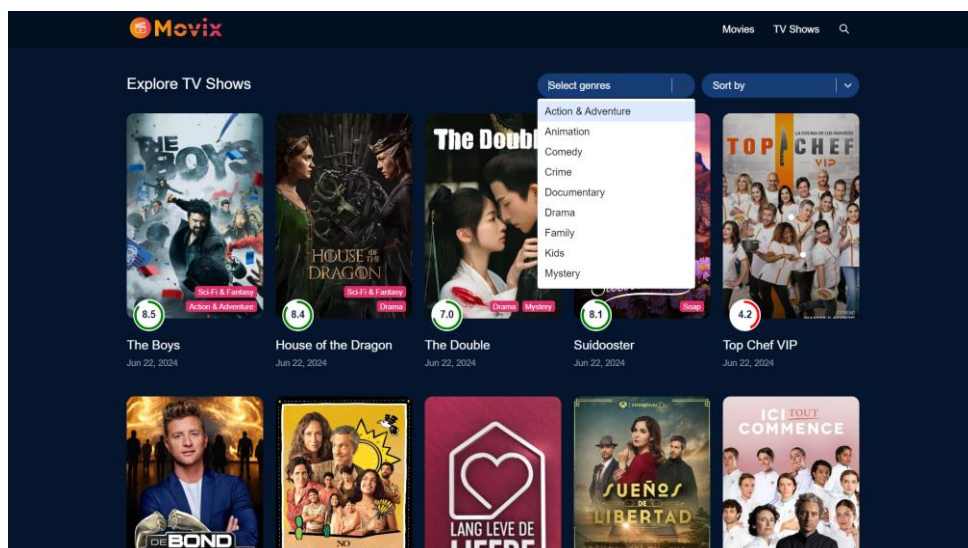 Movix
Movies TV Shows
Explore TV Shows
Select genres
Sort by
Action & Adventure
Animation
Comedy
Crime
Documentary
Drama
Family
Kids
Mystery
THE
BOYS
Sci-Fi & Fantasy
Action & Adventure
8.5
The Boys
Jun 22, 2024
HOUSE OF THE
DRAGON
Sci-Fi & Fantasy
Drama
8.4
House of the Dragon
Jun 22, 2024
The Doubl
Drama Mystery
7.0
The Double
Jun 22, 2024
Soap
8.1
Suidooster
Jun 22, 2024
TOP CHEF
VIP
4.2
Top Chef VIP
Jun 22, 2024
DE BOND
NO
LANG LEVE DE
LIEFDE
SUEÑOS
DE
LIBERTAD
ICI TOUT
COMMENCE